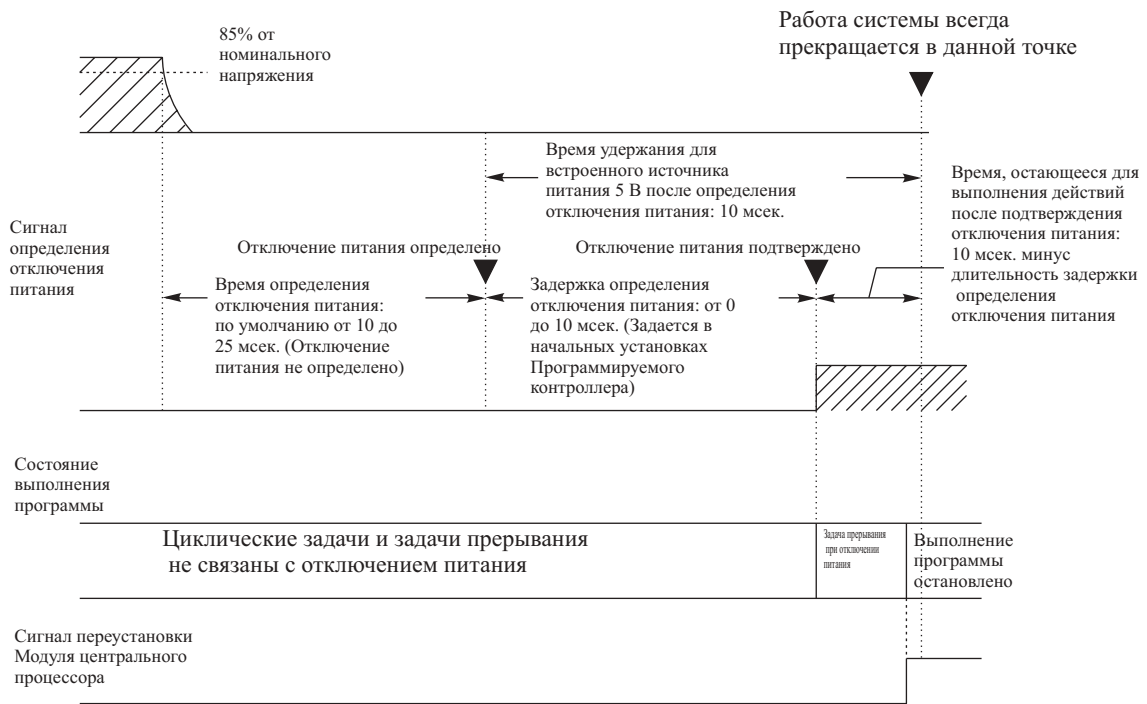 85% от
номинального
напряжения
Работа системы всегда
прекращается в данной точке
Время удержания для
встроенного источника
питания 5 В после определения
отключения питания: 10 мсек.
Время, остающееся для
выполнения действий
после подтверждения
отключения питания:
10 мсек. минус
длительность задержки
определения
отключения питания
Сигнал
определения
отключения
питания
Отключение питания определено
Отключение питания подтверждено
Время определения
отключения питания:
по умолчанию от 10 до
25 мсек. (Отключение
питания не определено)
Задержка определения
отключения питания: от 0
до 10 мсек. (Задается в
начальных установках
Программируемого
контроллера)
Состояние
выполнения
программы
Циклические задачи и задачи прерывания
не связаны с отключением питания
Задача прерывания
при отключении
питания
Выполнение
программы
остановлено
Сигнал переустановки
Модуля центрального
процессора